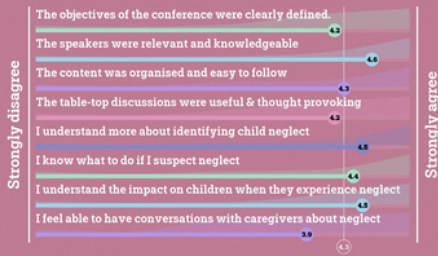 Strongly disagree
The objectives of the conference were clearly defined.
4.2
The speakers were relevant and knowledgeable
4.6
The content was organised and easy to follow
4.3
The table-top discussions were useful & thought provoking
4.2
I understand more about identifying child neglect
4.5
I know what to do if I suspect neglect
4.4
I understand the impact on children when they experience neglect
4.5
I feel able to have conversations with caregivers about neglect
3.9
4.3
Strongly agree